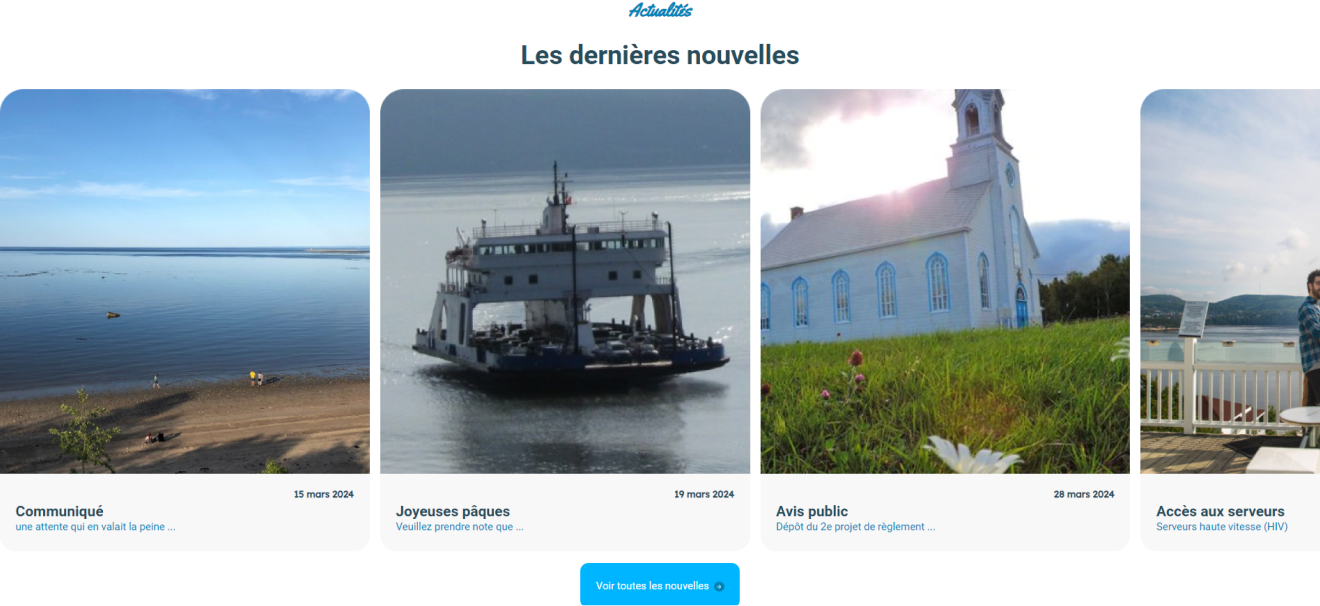 Actualités
Les dernières nouvelles
15 mars 2024
Communiqué
une attente qui en valait la peine ...
19 mars 2024
Joyeuses pâques
Veuillez prendre note que ...
28 mars 2024
Avis public
Dépôt du 2e projet de règlement ...
Accès aux serveurs
Serveurs haute vitesse (HIV)
Voir toutes les nouvelles